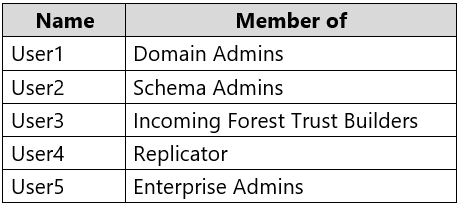 Name Member of
User1 Domain Admins
User2 Schema Admins
User3 Incoming Forest Trust Builders
User4 Replicator
User5 Enterprise Admins